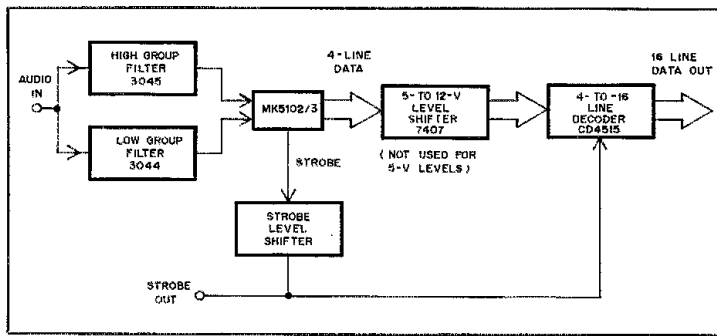 AUDIO
IN
HIGH GROUP
FILTER
3045
LOW GROUP
FILTER
3044
MK5102/3
4-LINE
DATA
5-TO 12-V
LEVEL
SHIFTER
7407
(NOT USED FOR
5-V LEVELS)
4- TO -16
LINE
DECODER
CD4515
16 LINE
DATA OUT
STROBE
STROBE
LEVEL
SHIFTER
STROBE
OUT